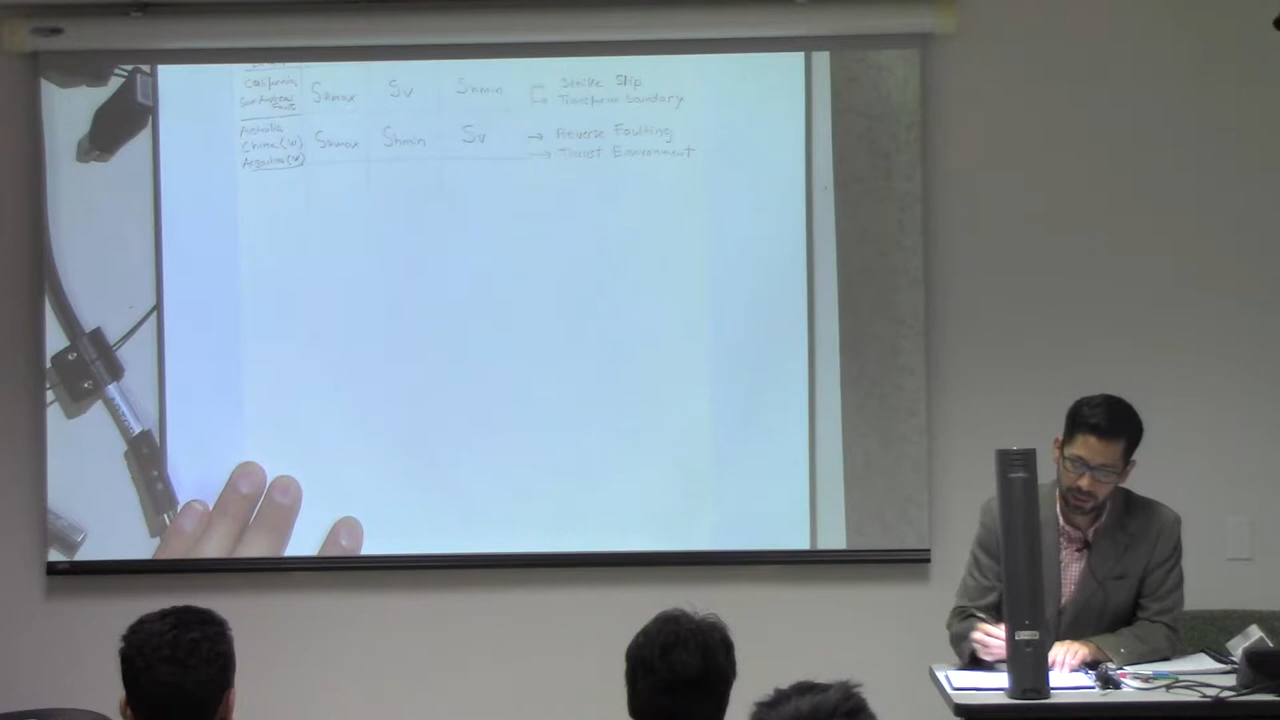 California
San Andreas
Fault
Shmax Sv Shmin
Strike Slip
Transform boundary
Australia
China (W)
Argentina (W)
Shmax Shmin Sv
→ Reverse Faulting
→ Thrust Environment